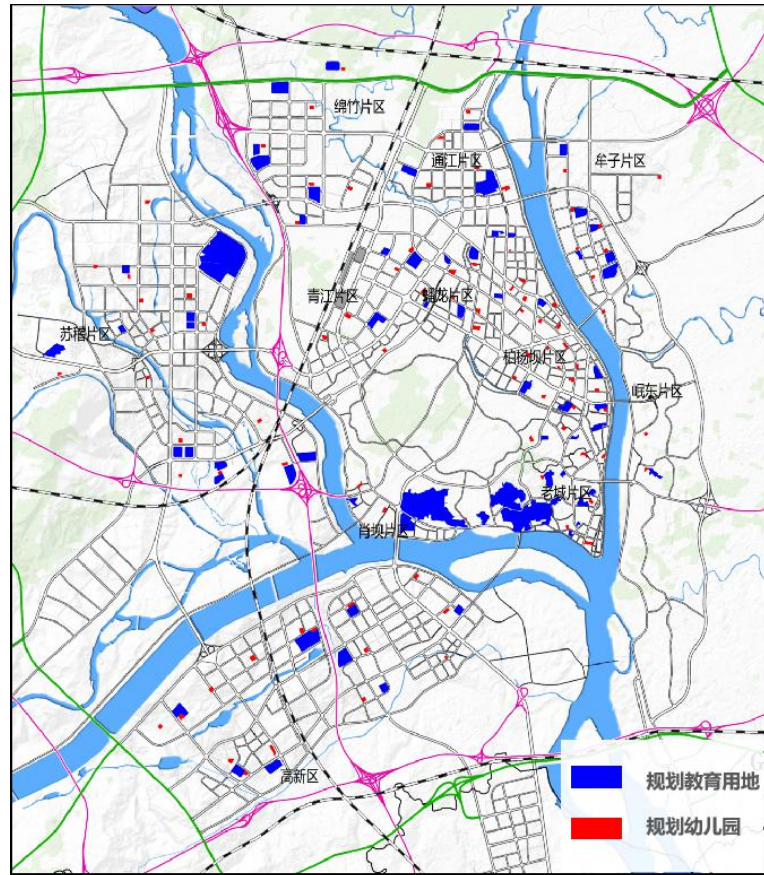 绵竹片区
通江片区
牟子片区
青江片区
蟠龙片区
苏稽片区
柏杨坝片区
岷东片区
老城片区
肖坝片区
高新区
规划教育用地
规划幼儿园